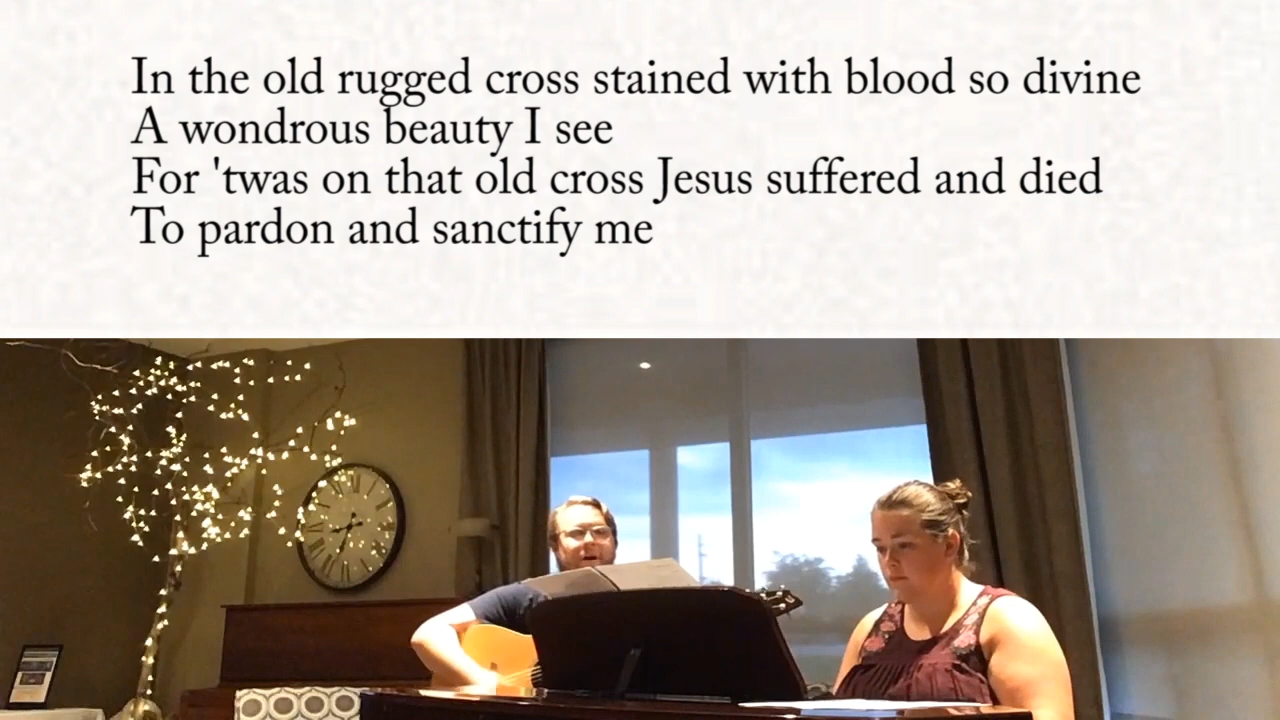 In the old rugged cross stained with blood so divine
A wondrous beauty I see
For 'twas on that old cross Jesus suffered and died
To pardon and sanctify me